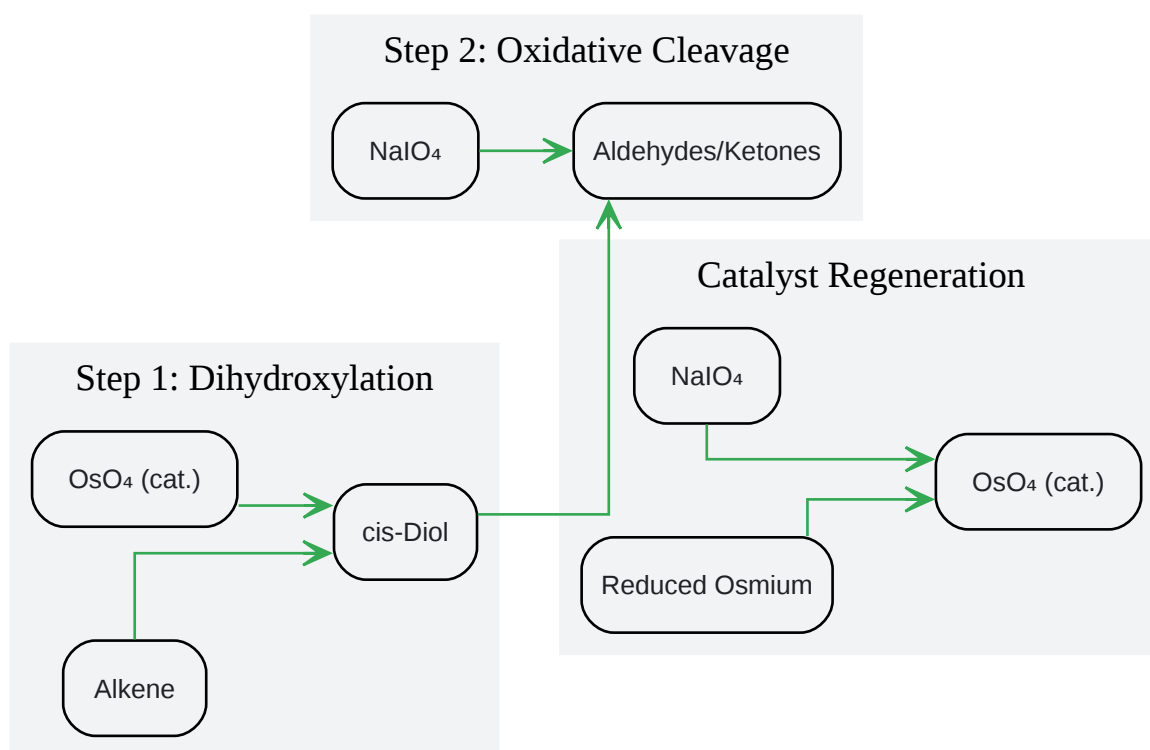 Step 2: Oxidative Cleavage
NaIO₄
Aldehydes/Ketones
Catalyst Regeneration
NaIO₄
OsO₄ (cat.)
Reduced Osmium
Step 1: Dihydroxylation
OsO₄ (cat.)
cis-Diol
Alkene